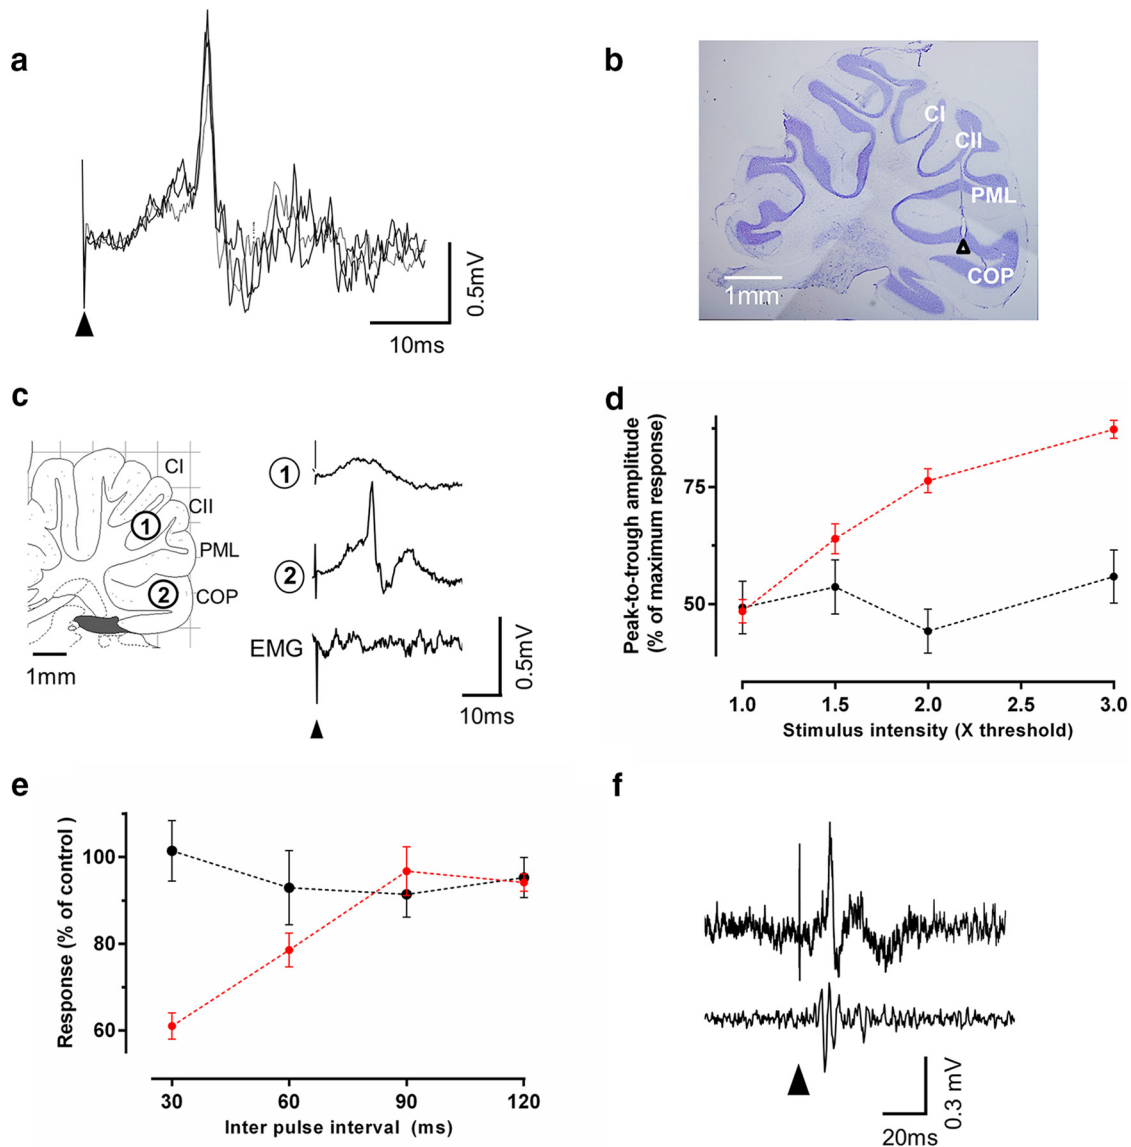 a
0.5mV
10ms
b
CI
CII
PML
COP
1mm
c
CI
CII
PML
COP
1
2
1mm
1
2
EMG
0.5mV
10ms
d
Peak-to-trough amplitude
(% of maximum response)
75
50
1.0 1.5 2.0 2.5 3.0
Stimulus intensity (X threshold)
e
Response (% of control )
100
80
60
30 60 90 120
Inter pulse interval (ms)
f
0.3 mV
20ms